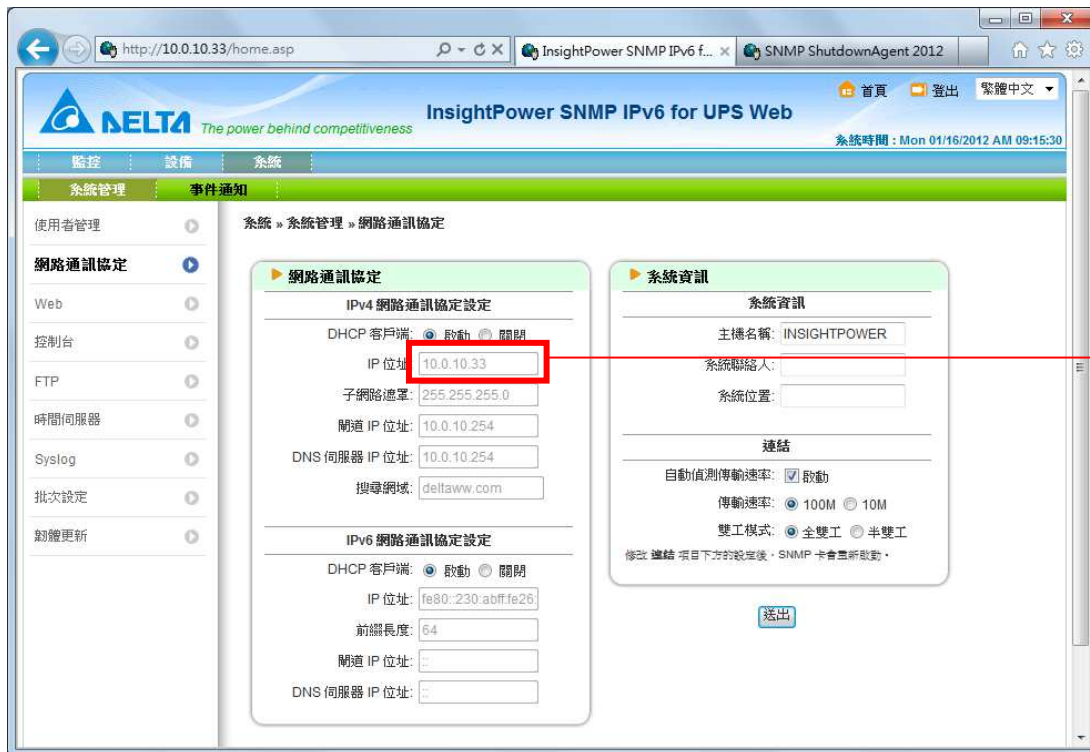 http://10.0.10.33/home.asp
InsightPower SNMP IPv6 f...
SNMP ShutdownAgent 2012
首頁
登出
繁體中文
DELTA The power behind competitiveness
InsightPower SNMP IPv6 for UPS Web
系統時間 : Mon 01/16/2012 AM 09:15:30
監控
設備
系統
系統管理
事件通知
使用者管理
網路通訊協定
Web
控制台
FTP
時間伺服器
Syslog
批次設定
韌體更新
系統 » 系統管理 » 網路通訊協定
網路通訊協定
IPv4 網路通訊協定設定
DHCP 客戶端: 啟動 關閉
IP 位址: 10.0.10.33
子網路遮罩: 255.255.255.0
閘道 IP 位址: 10.0.10.254
DNS 伺服器 IP 位址: 10.0.10.254
搜尋網域: deltaww.com
IPv6 網路通訊協定設定
DHCP 客戶端: 啟動 關閉
IP 位址: fe80::230:abff:fe26:
前綴長度: 64
閘道 IP 位址: ::
DNS 伺服器 IP 位址: ::
系統資訊
系統資訊
主機名稱: INSIGHTPOWER
系統聯絡人:
系統位置:
連結
自動偵測傳輸速率: 啟動
傳輸速率: 100M 10M
雙工模式: 全雙工 半雙工
修改 連結 項目下方的設定後，SNMP 卡會重新啟動。
送出